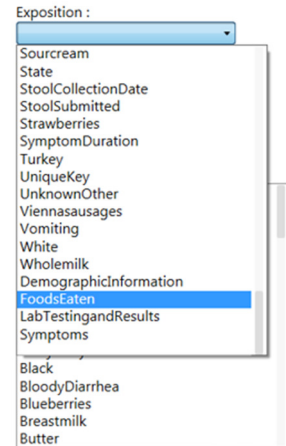 Exposition :
Sourcream
State
StoolCollectionDate
StoolSubmitted
Strawberries
SymptomDuration
Turkey
UniqueKey
UnknownOther
Viennasausages
Vomiting
White
Wholemilk
DemographicInformation
FoodsEaten
LabTestingandResults
Symptoms
Black
BloodyDiarrhea
Blueberries
Breastmilk
Butter